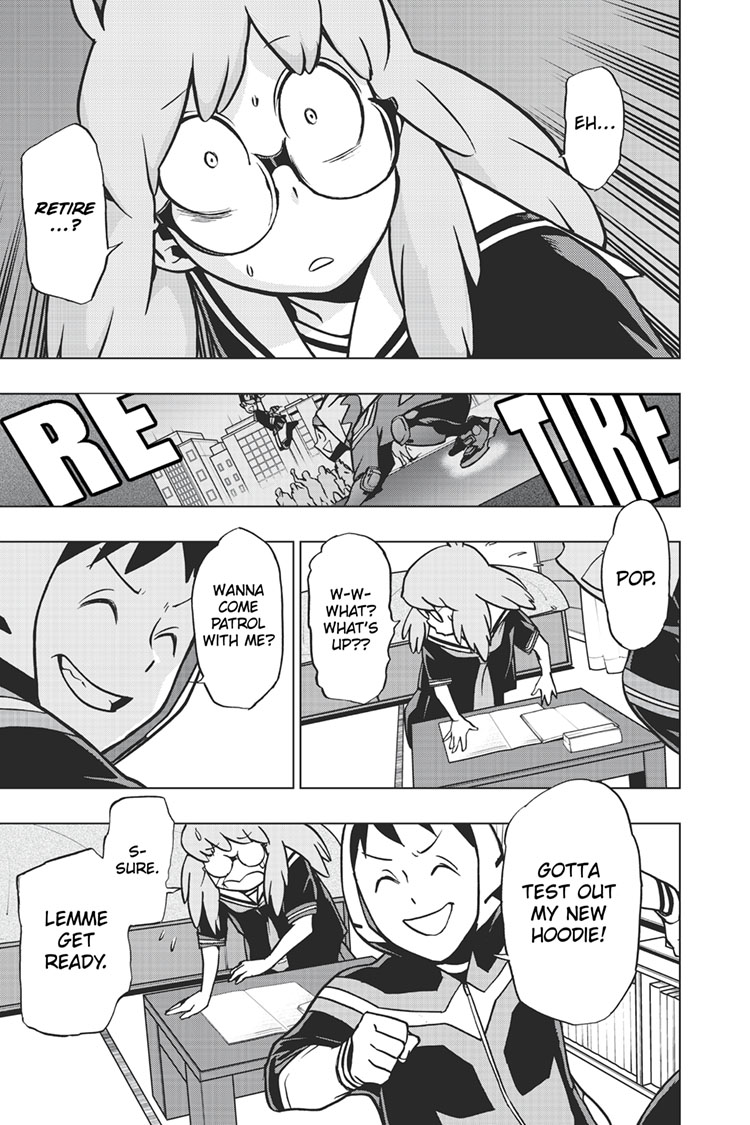 EH...
RETIRE
...?
RE
TIRE
POP.
W-W-
WHAT?
WHAT'S
UP??
WANNA
COME
PATROL
WITH ME?
GOTTA
TEST OUT
MY NEW
HOODIE!
S-
SURE.
LEMME
GET
READY.